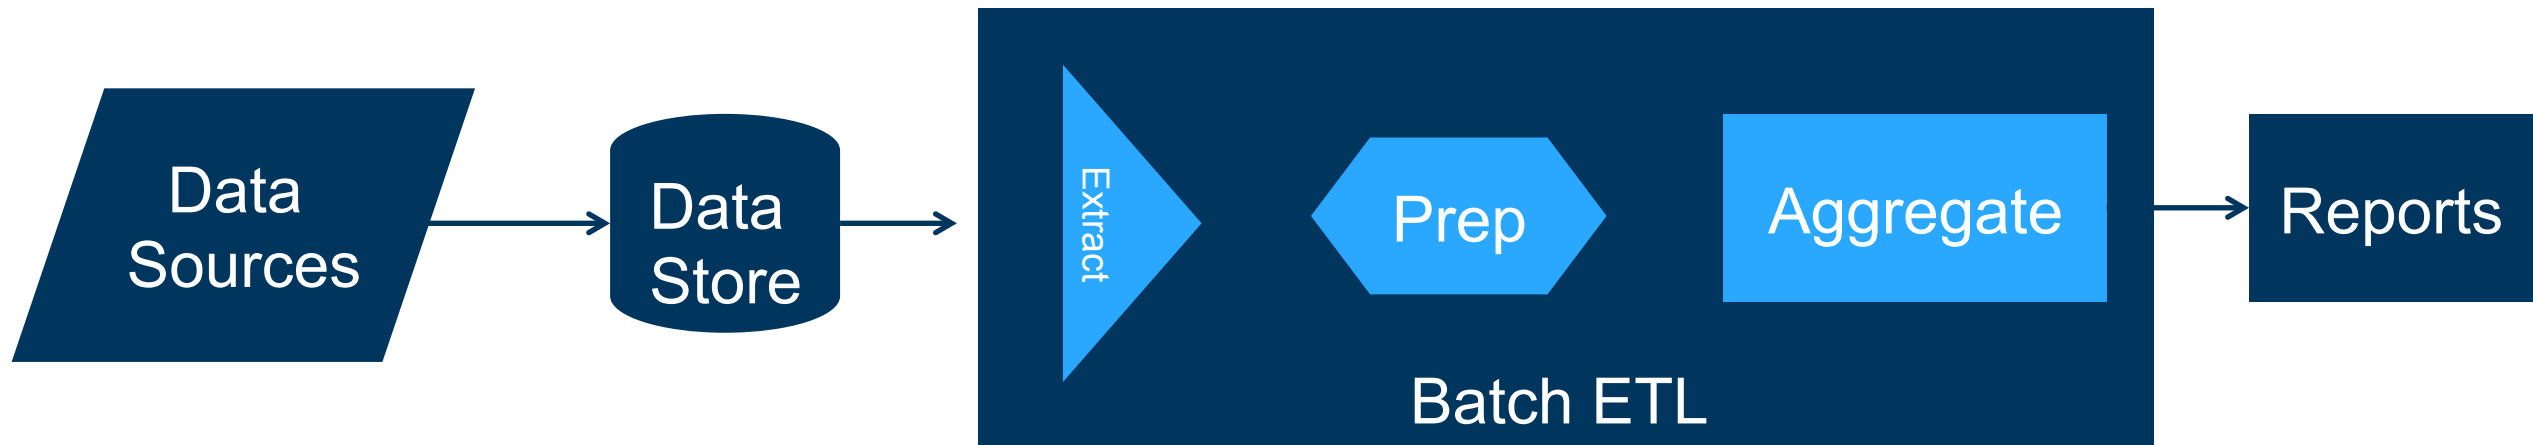 Data
Sources
Data
Store
Extract
Prep
Aggregate
Batch ETL
Reports